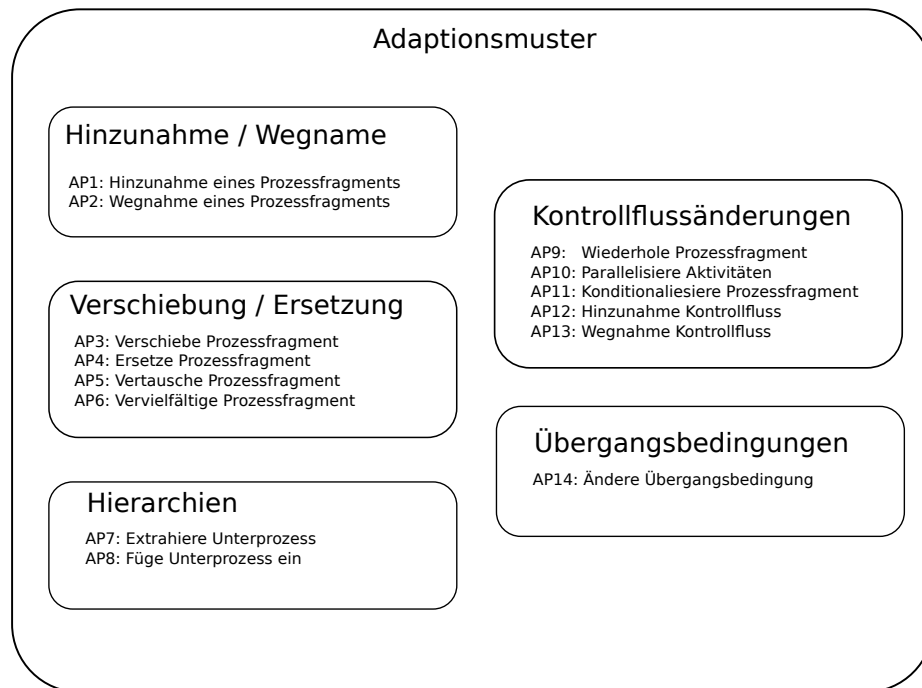 Adaptionsmuster
Hinzunahme / Wegname
AP1: Hinzunahme eines Prozessfragments
AP2: Wegnahme eines Prozessfragments
Verschiebung / Ersetzung
AP3: Verschiebe Prozessfragment
AP4: Ersetze Prozessfragment
AP5: Vertausche Prozessfragment
AP6: Vervielfältige Prozessfragment
Hierarchien
AP7: Extrahiere Unterprozess
AP8: Füge Unterprozess ein
Kontrollflussänderungen
AP9: Wiederhole Prozessfragment
AP10: Parallelisiere Aktivitäten
AP11: Konditionaliesiere Prozessfragment
AP12: Hinzunahme Kontrollfluss
AP13: Wegnahme Kontrollfluss
Übergangsbedingungen
AP14: Ändere Übergangsbedingung